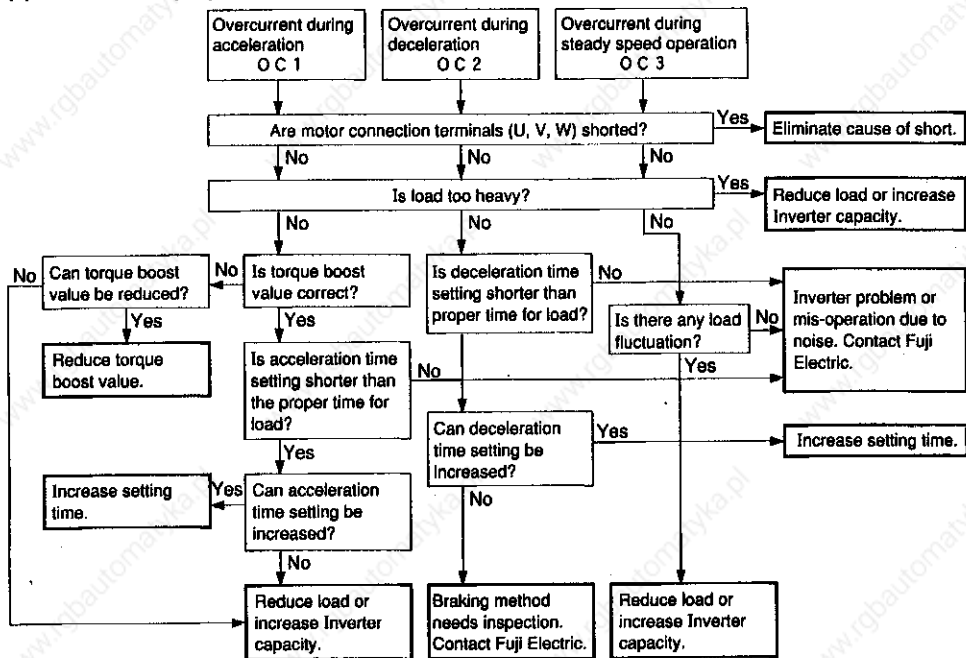 Overcurrent during
acceleration
O C 1
Overcurrent during
deceleration
O C 2
Overcurrent during
steady speed operation
O C 3
Are motor connection terminals (U, V, W) shorted?
Yes
Eliminate cause of short.
No
No
No
Is load too heavy?
Yes
Reduce load or increase
Inverter capacity.
No
No
No
No
Can torque boost
value be reduced?
No
Is torque boost
value correct?
Is deceleration time
setting shorter than
proper time for load?
No
Inverter problem or
mis-operation due to
noise. Contact Fuji
Electric.
Is there any load
fluctuation?
No
Yes
Yes
Reduce torque
boost value.
Is acceleration time
setting shorter than
the proper time for
load?
No
Yes
Can deceleration
time setting be
Increased?
Yes
Increase setting time.
Yes
Increase setting
time.
Yes
Can acceleration
time setting be
increased?
No
No
Reduce load or
increase Inverter
capacity.
Braking method
needs inspection.
Contact Fuji Electric.
Reduce load or
increase Inverter
capacity.
www.rgbautomatyka.pl